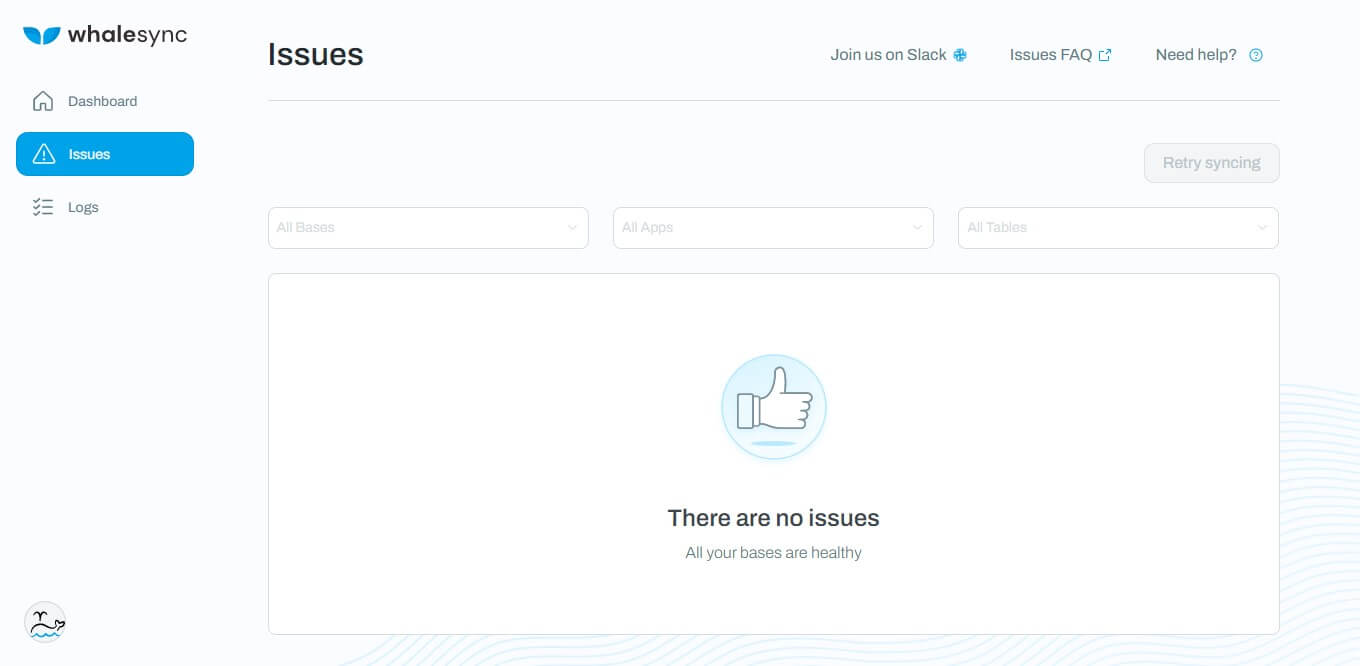 whalesync
Issues
Join us on Slack
Issues FAQ
Need help?
Dashboard
Issues
Logs
Retry syncing
All Bases
All Apps
All Tables
There are no issues
All your bases are healthy